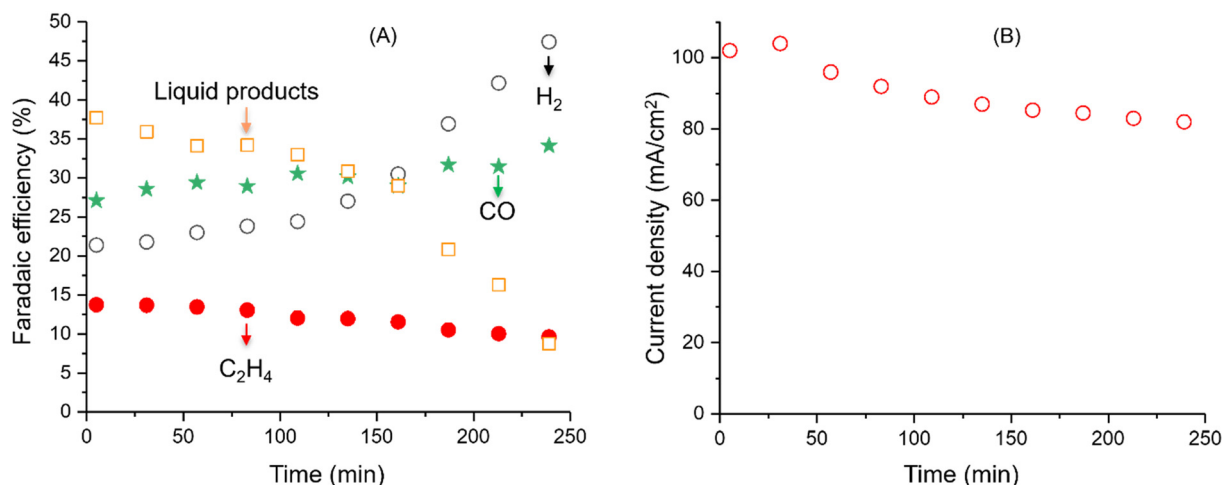 (A)
Faradaic efficiency (%)
50
45
40
35
30
25
20
15
10
5
0
Liquid products
H₂
CO
C₂H₄
0 50 100 150 200 250
Time (min)
(B)
Current density (mA/cm²)
100
80
60
40
20
0
0 50 100 150 200 250
Time (min)